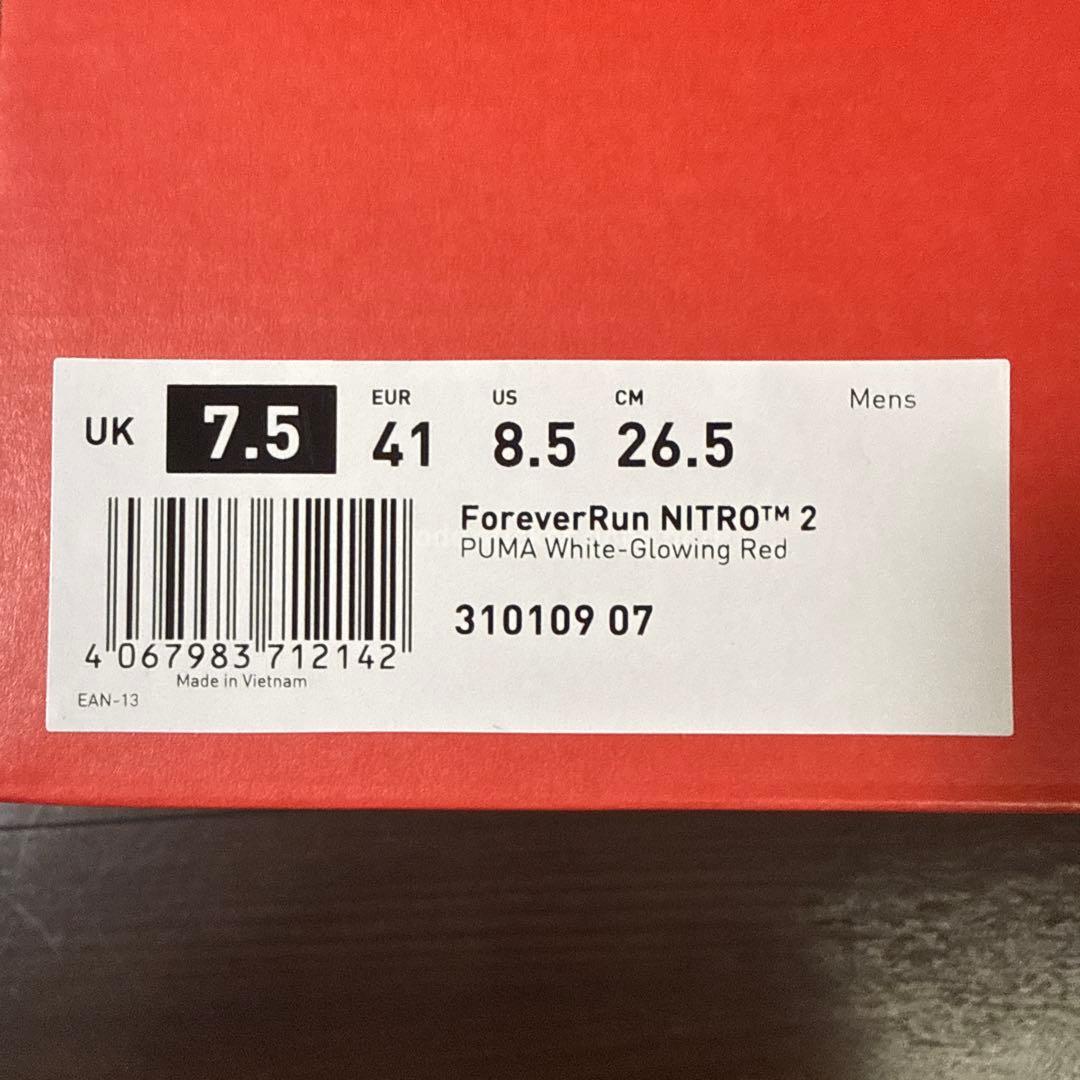 UK 7.5 EUR 41 US 8.5 CM 26.5 Mens
ForeverRun NITRO™ 2
PUMA White-Glowing Red
310109 07
4 067983 712142
Made in Vietnam
EAN-13